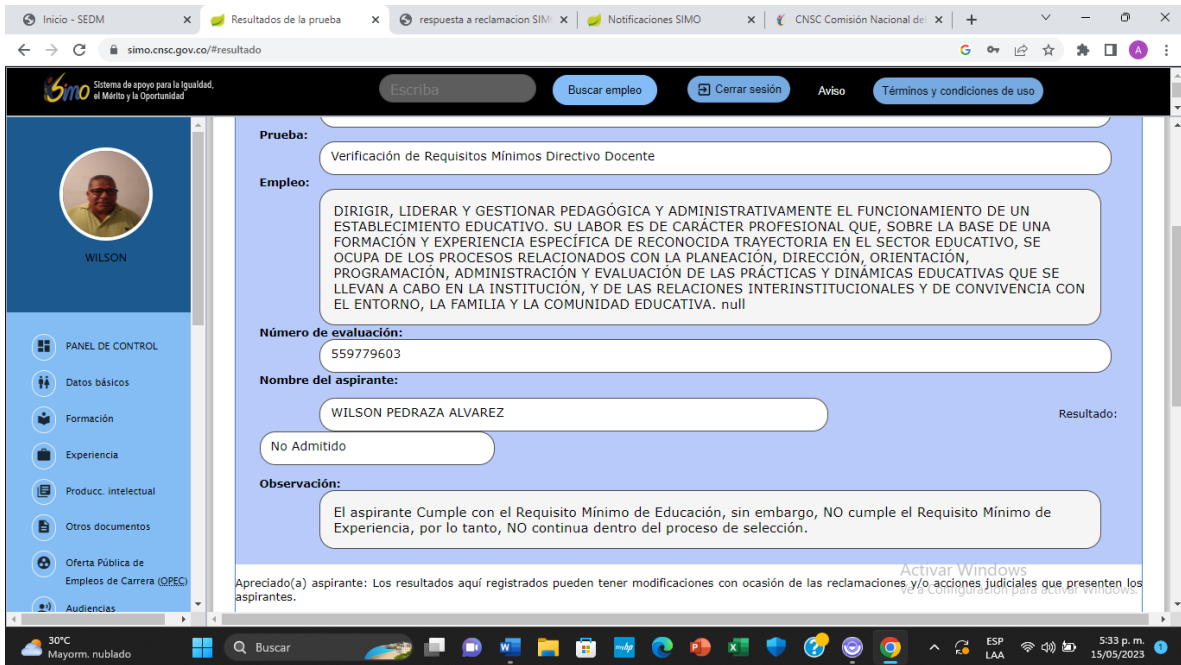 Inicio - SEDM
Resultados de la prueba
respuesta a reclamacion SIM
Notificaciones SIMO
CNSC Comisión Nacional del
simo.cnsc.gov.co/#resultado
A
Simo
Sistema de apoyo para la Igualdad,
el Mérito y la Oportunidad
Escriba
Buscar empleo
Cerrar sesión
Aviso
Términos y condiciones de uso
WILSON
PANEL DE CONTROL
Datos básicos
Formación
Experiencia
Producc. intelectual
Otros documentos
Oferta Pública de
Empleos de Carrera (OPEC)
Audiencias
Prueba:
Verificación de Requisitos Mínimos Directivo Docente
Empleo:
DIRIGIR, LIDERAR Y GESTIONAR PEDAGÓGICA Y ADMINISTRATIVAMENTE EL FUNCIONAMIENTO DE UN
ESTABLECIMIENTO EDUCATIVO. SU LABOR ES DE CARÁCTER PROFESIONAL QUE, SOBRE LA BASE DE UNA
FORMACIÓN Y EXPERIENCIA ESPECÍFICA DE RECONOCIDA TRAYECTORIA EN EL SECTOR EDUCATIVO, SE
OCUPA DE LOS PROCESOS RELACIONADOS CON LA PLANEACIÓN, DIRECCIÓN, ORIENTACIÓN,
PROGRAMACIÓN, ADMINISTRACIÓN Y EVALUACIÓN DE LAS PRÁCTICAS Y DINÁMICAS EDUCATIVAS QUE SE
LLEVAN A CABO EN LA INSTITUCIÓN, Y DE LAS RELACIONES INTERINSTITUCIONALES Y DE CONVIVENCIA CON
EL ENTORNO, LA FAMILIA Y LA COMUNIDAD EDUCATIVA. null
Número de evaluación:
559779603
Nombre del aspirante:
WILSON PEDRAZA ALVAREZ
Resultado:
No Admitido
Observación:
El aspirante Cumple con el Requisito Mínimo de Educación, sin embargo, NO cumple el Requisito Mínimo de
Experiencia, por lo tanto, NO continua dentro del proceso de selección.
Activar Windows
Ve a Configuración para activar Windows.
Apreciado(a) aspirante: Los resultados aquí registrados pueden tener modificaciones con ocasión de las reclamaciones y/o acciones judiciales que presenten los
aspirantes.
30°C
Mayorm. nublado
Buscar
mhp
ESP
LAA
5:33 p. m.
15/05/2023
1